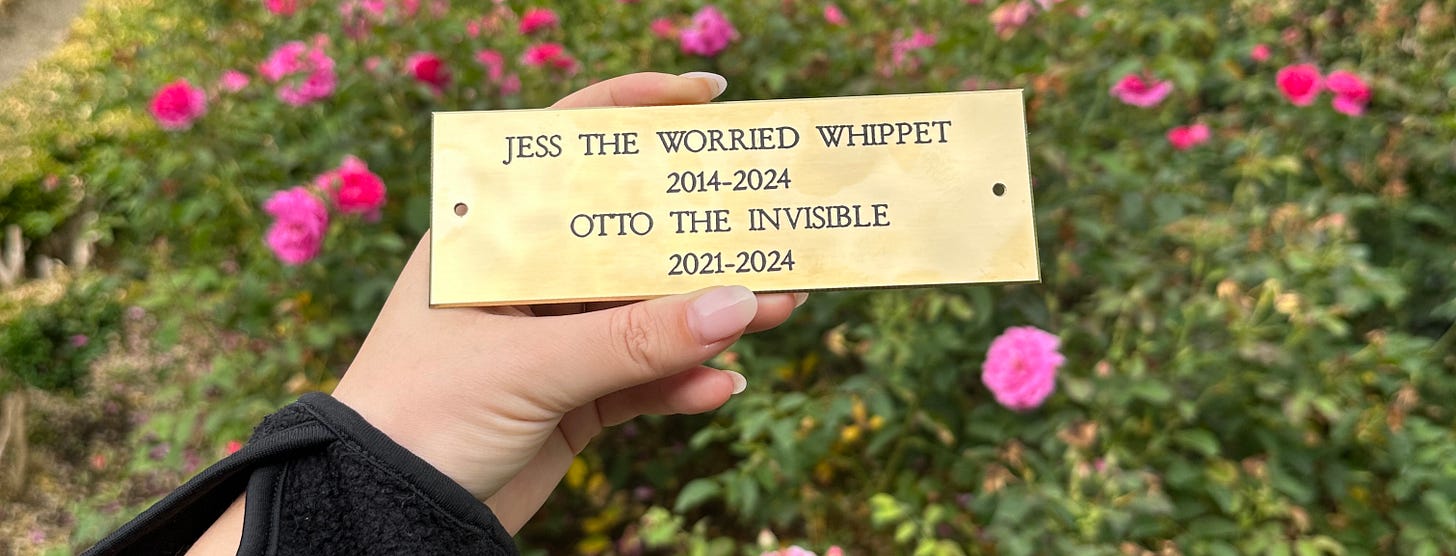 JESS THE WORRIED WHIPPET
2014-2024
OTTO THE INVISIBLE
2021-2024